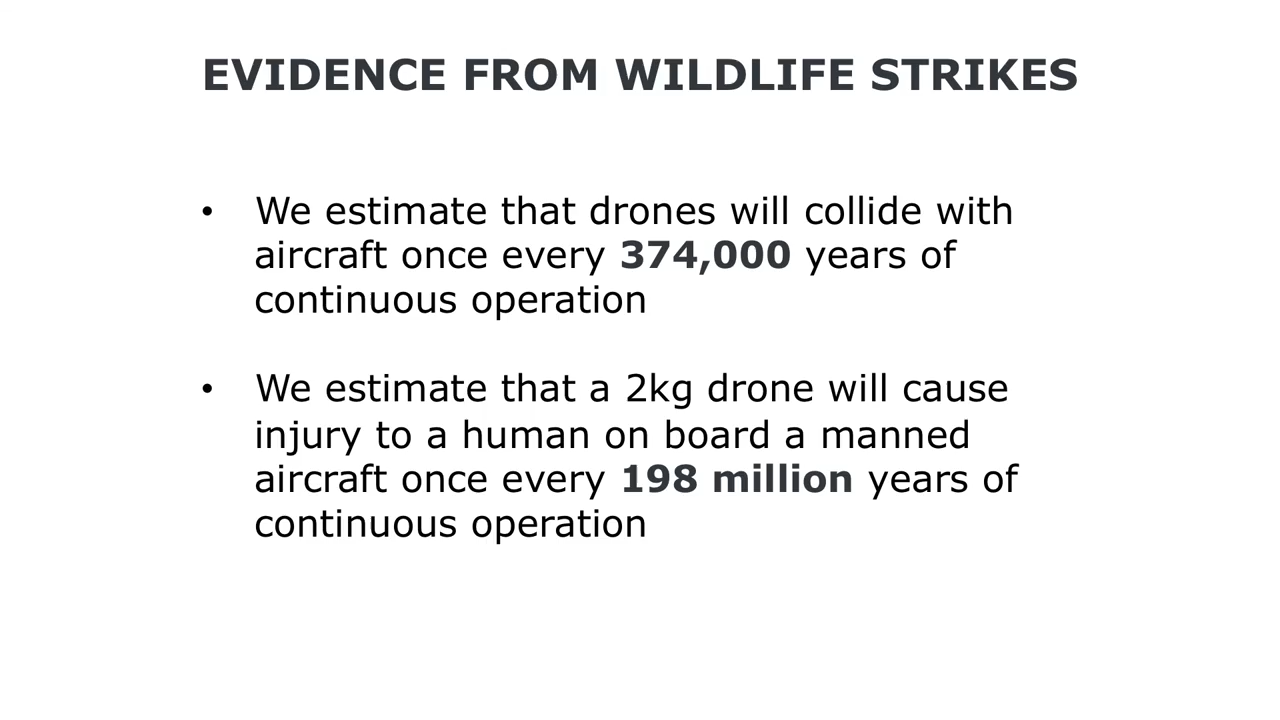 EVIDENCE FROM WILDLIFE STRIKES
• We estimate that drones will collide with
aircraft once every 374,000 years of
continuous operation
• We estimate that a 2kg drone will cause
injury to a human on board a manned
aircraft once every 198 million years of
continuous operation